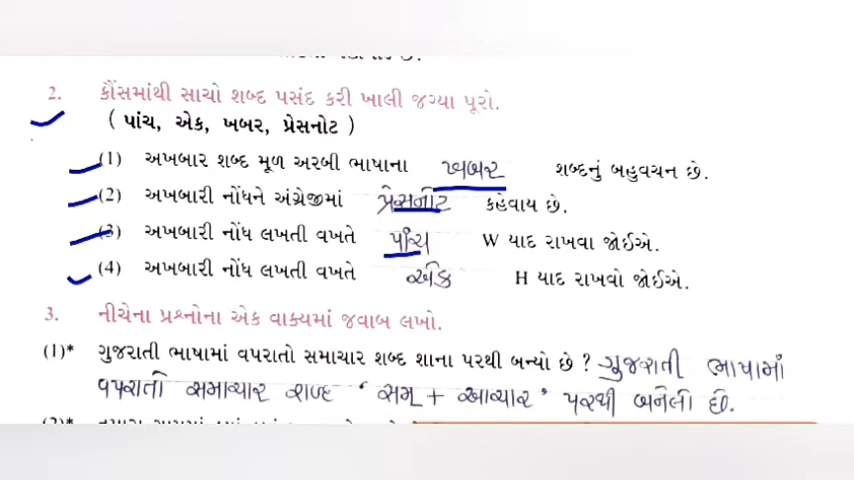 2. કૌંસમાંથી સાચો શબ્દ પસંદ કરી ખાલી જગ્યા પૂરો.
( પાંચ, એક, ખબર, પ્રેસનોટ )
(1) અખબાર શબ્દ મૂળ અરબી ભાષાના ખબર શબ્દનું બહુવચન છે.
(2) અખબારી નોંધને અંગ્રેજીમાં પ્રેસનોટ કહેવાય છે.
(3) અખબારી નોંધ લખતી વખતે પાંચ W યાદ રાખવા જોઈએ.
(4) અખબારી નોંધ લખતી વખતે એક H યાદ રાખવો જોઈએ.
3. નીચેના પ્રશ્નોના એક વાક્યમાં જવાબ લખો.
(1)* ગુજરાતી ભાષામાં વપરાતો સમાચાર શબ્દ શાના પરથી બન્યો છે ? ગુજરાતી ભાષામાં
વપરાતો સમાચાર શબ્દ ‘ સમ્ + આચાર ’ પરથી બનેલો છે.